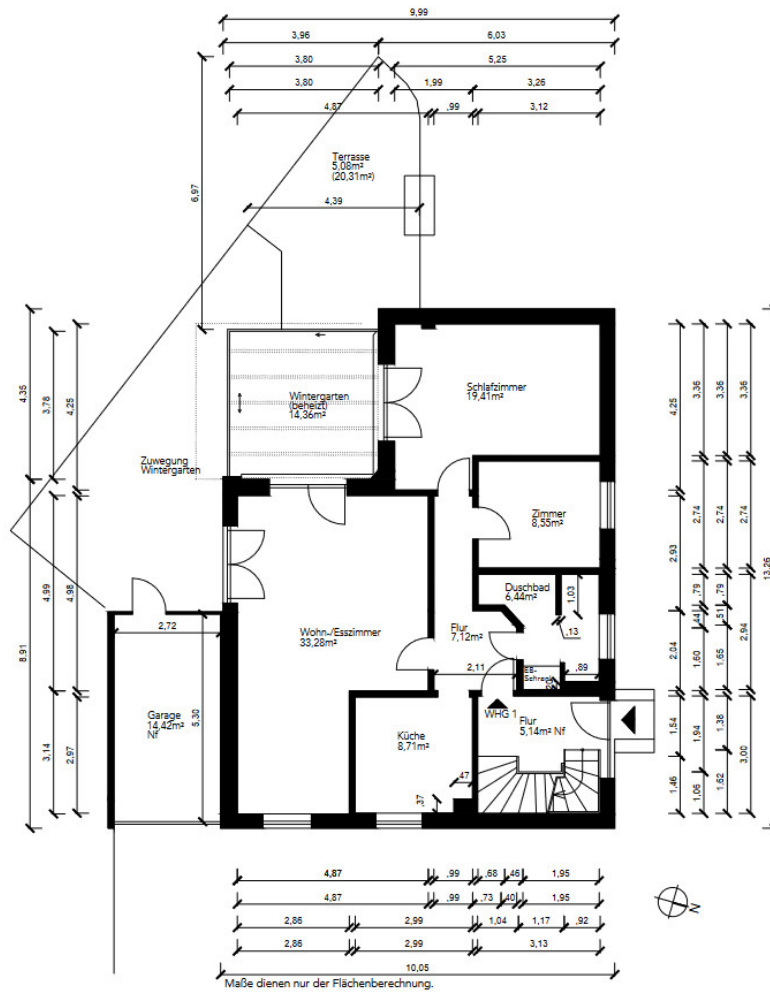 9,99
3,96 6,03
3,80 5,25
3,80 1,99 3,26
4,87 ,99 3,12
Terrasse
5,08m²
(20,31m²)
6,97
4,39
4,35
3,78
4,25
Wintergarten
(beheizt)
14,36m²
Schlafzimmer
19,41m²
Zuwegung
Wintergarten
Zimmer
8,55m²
Duschbad
6,44m²
1,03
,13
,89
Flur
7,12m²
2,11
EB-
Schrank
Wohn-/Esszimmer
33,28m²
2,72
5,30
Garage
14,42m²
Nf
WHG 1
Flur
5,14m² Nf
Küche
8,71m²
,47
,37
8,91
4,99
4,98
3,14
2,97
4,25
2,93
2,04
1,54
1,46
3,36
2,74
,79
,44
1,60
1,94
1,06
3,36
2,74
,79
,51
1,65
1,38
1,62
3,36
2,74
2,94
3,00
13,26
4,87 ,99 ,68 ,46 1,95
4,87 ,99 ,73 ,40 1,95
2,86 2,99 1,04 1,17 ,92
2,86 2,99 3,13
10,05
N
Maße dienen nur der Flächenberechnung.